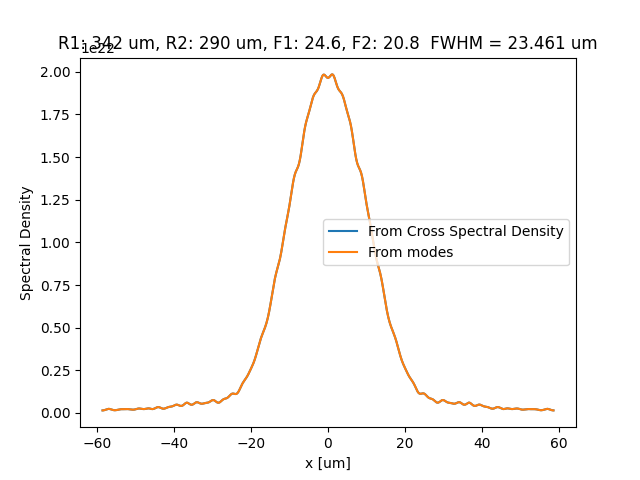 R1: 342 um, R2: 290 um, F1: 24.6, F2: 20.8  FWHM = 23.461 um
1e22
2.00
1.75
1.50
1.25
1.00
0.75
0.50
0.25
0.00
Spectral Density
From Cross Spectral Density
From modes
−60 −40 −20 0 20 40 60
x [um]